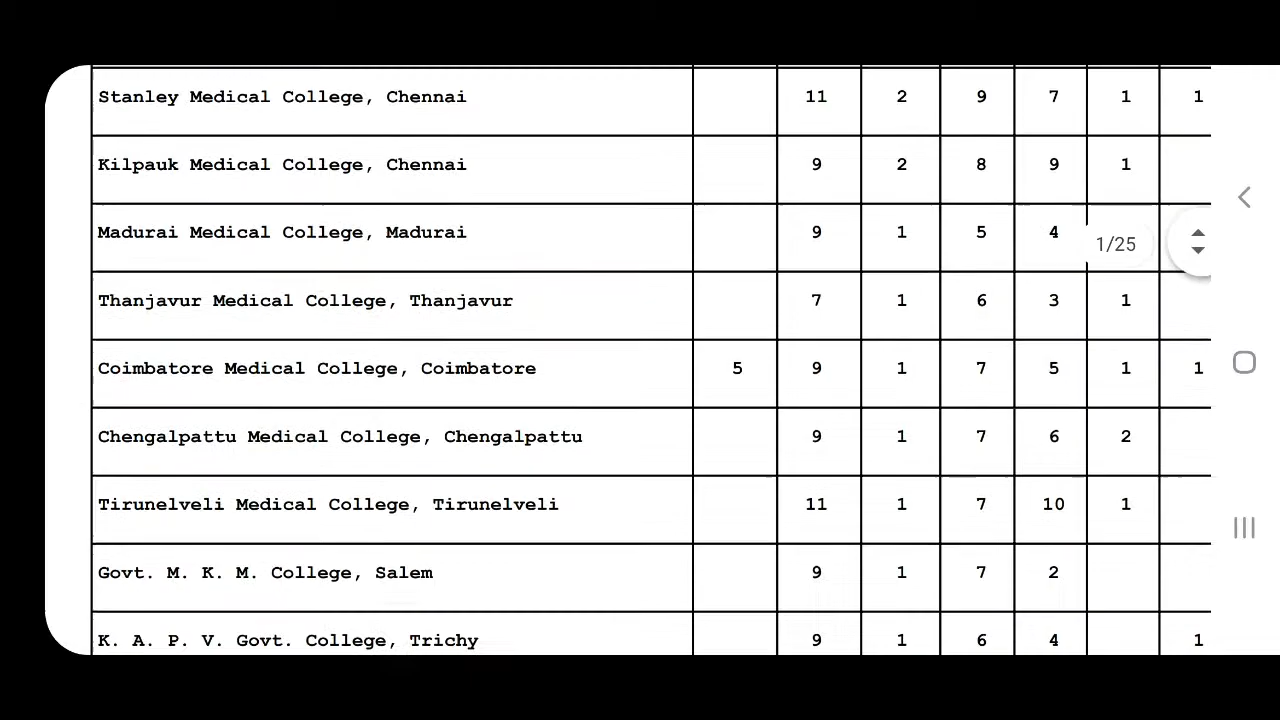 Stanley Medical College, Chennai 11 2 9 7 1 1
Kilpauk Medical College, Chennai 9 2 8 9 1
Madurai Medical College, Madurai 9 1 5 4
1/25
Thanjavur Medical College, Thanjavur 7 1 6 3 1
Coimbatore Medical College, Coimbatore 5 9 1 7 5 1 1
Chengalpattu Medical College, Chengalpattu 9 1 7 6 2
Tirunelveli Medical College, Tirunelveli 11 1 7 10 1
Govt. M. K. M. College, Salem 9 1 7 2
K. A. P. V. Govt. College, Trichy 9 1 6 4 1